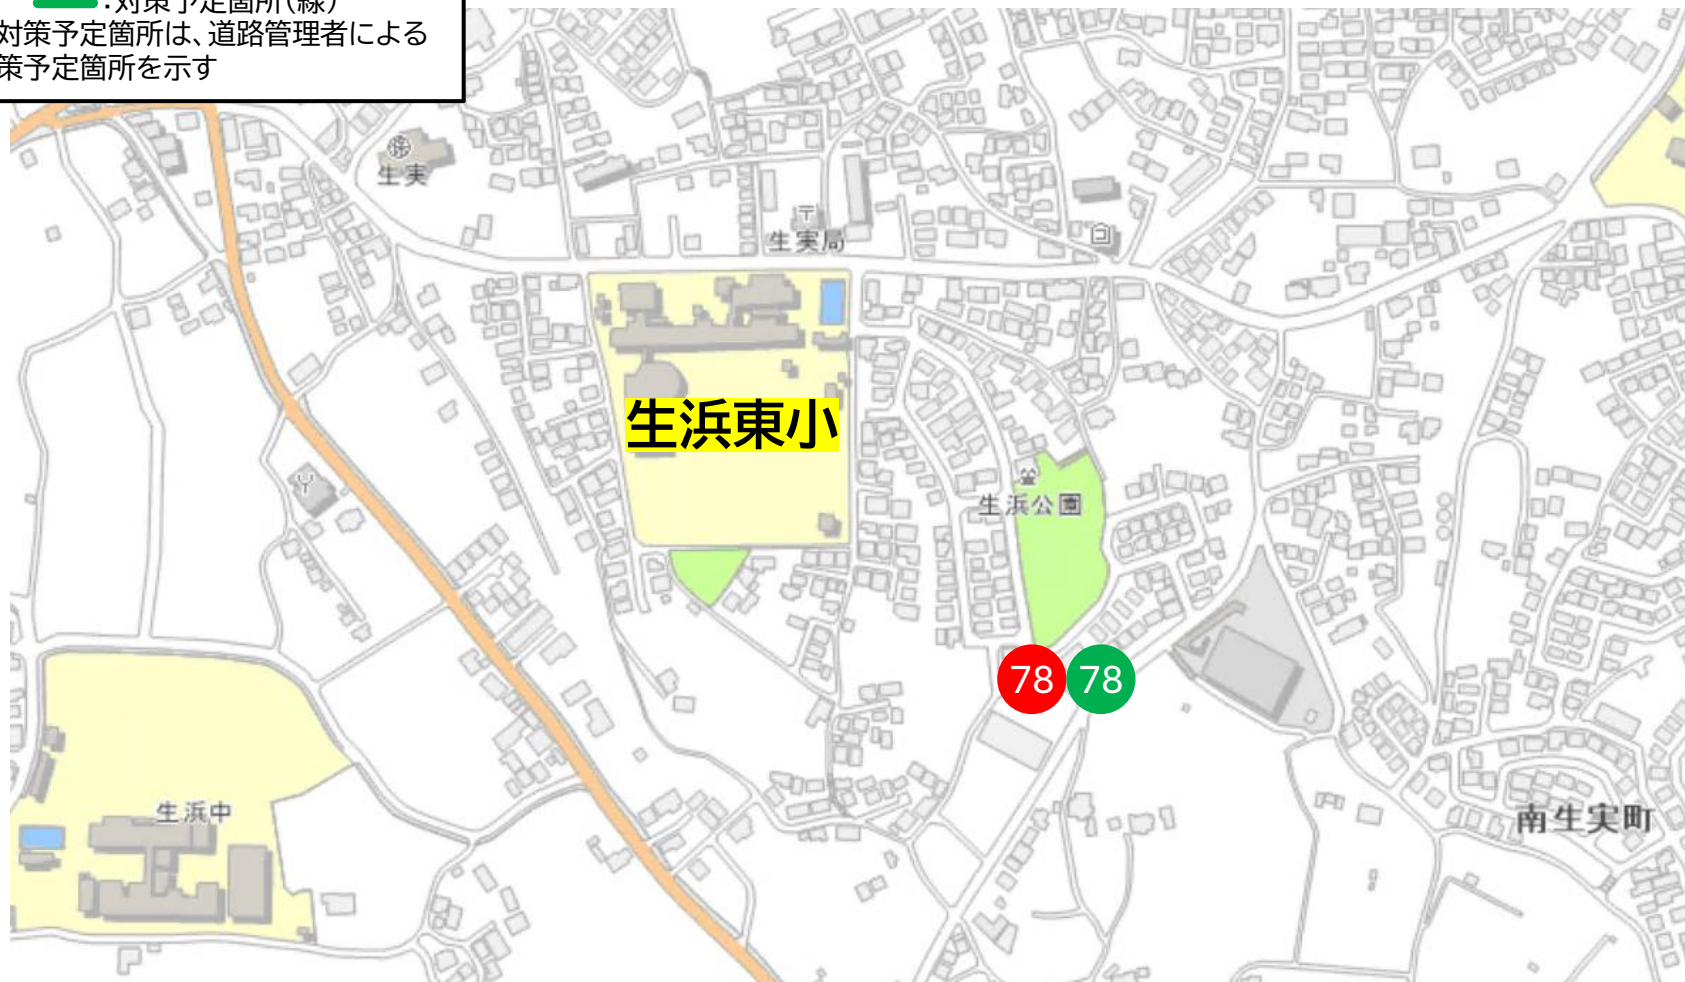 :対策予定箇所(線)
対策予定箇所は、道路管理者による
策予定箇所を示す
生実
〒
生実局
生浜東小
生浜公園
78 78
生浜中
南生実町